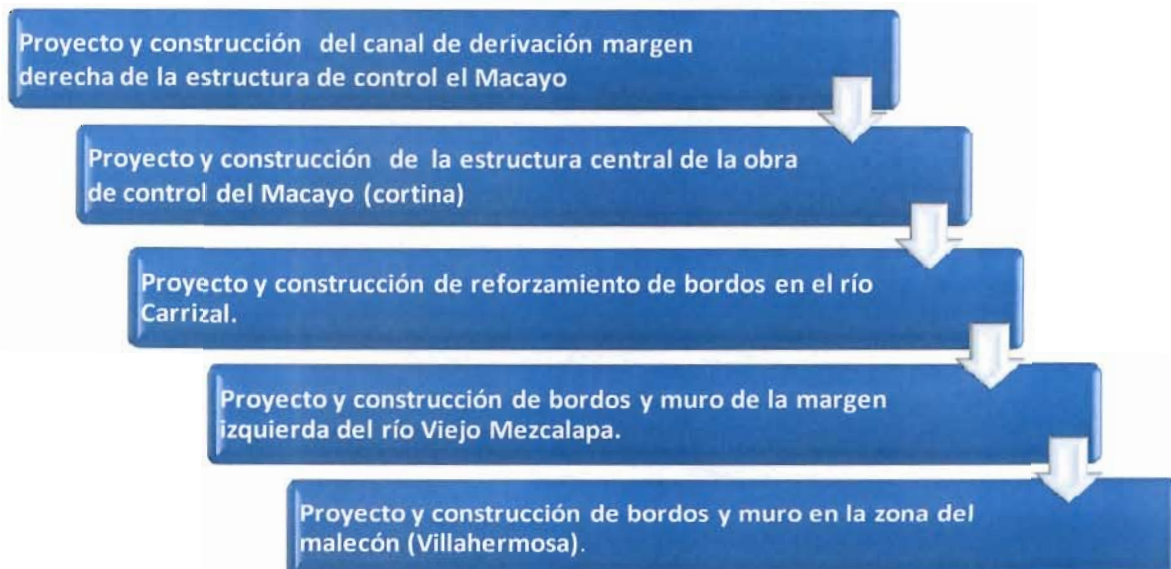 Proyecto y construcción del canal de derivación margen
derecha de la estructura de control el Macayo
Proyecto y construcción de la estructura central de la obra
de control del Macayo (cortina)
Proyecto y construcción de reforzamiento de bordos en el río
Carrizal.
Proyecto y construcción de bordos y muro de la margen
izquierda del río Viejo Mezcalapa.
Proyecto y construcción de bordos y muro en la zona del
malecón (Villahermosa).